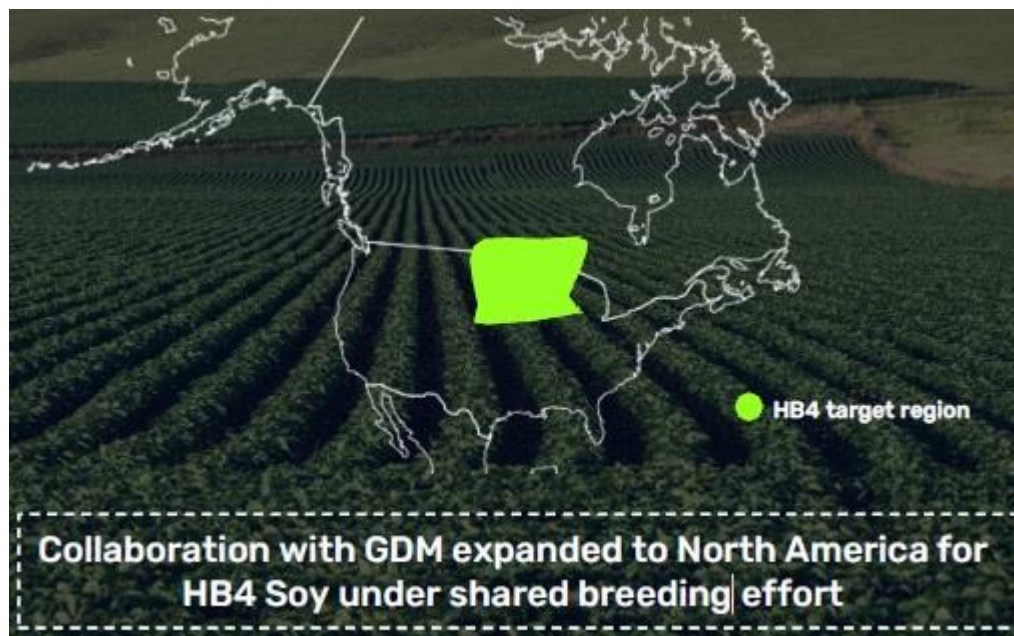 HB4 target region
Collaboration with GDM expanded to North America for
HB4 Soy under shared breeding effort